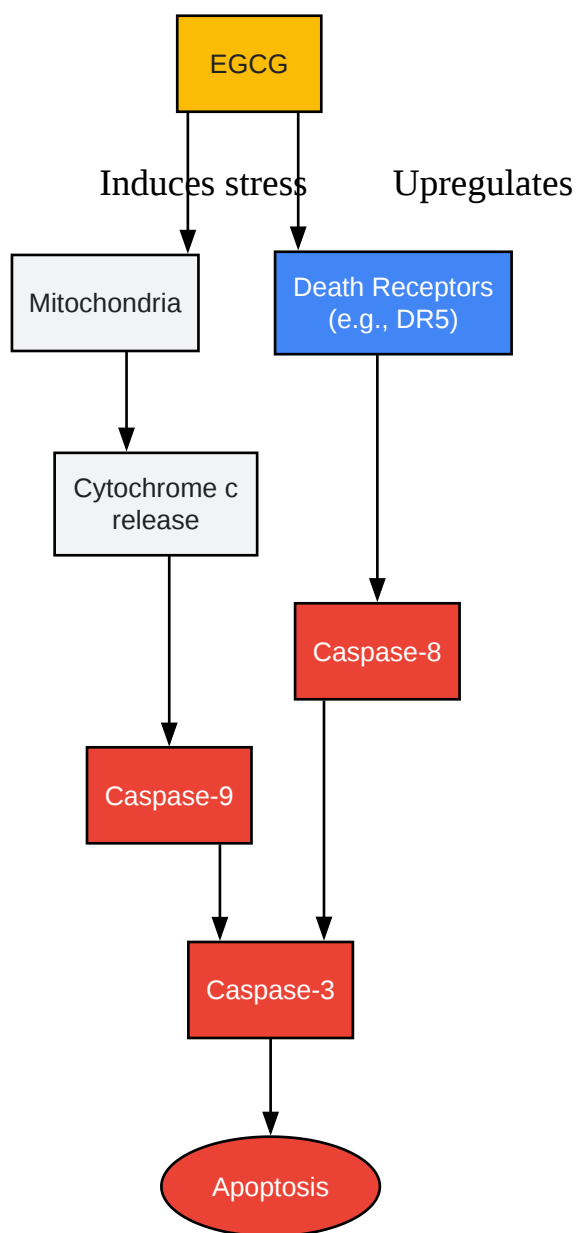 EGCG
Induces stress
Upregulates
Mitochondria
Death Receptors
(e.g., DR5)
Cytochrome c
release
Caspase-8
Caspase-9
Caspase-3
Apoptosis